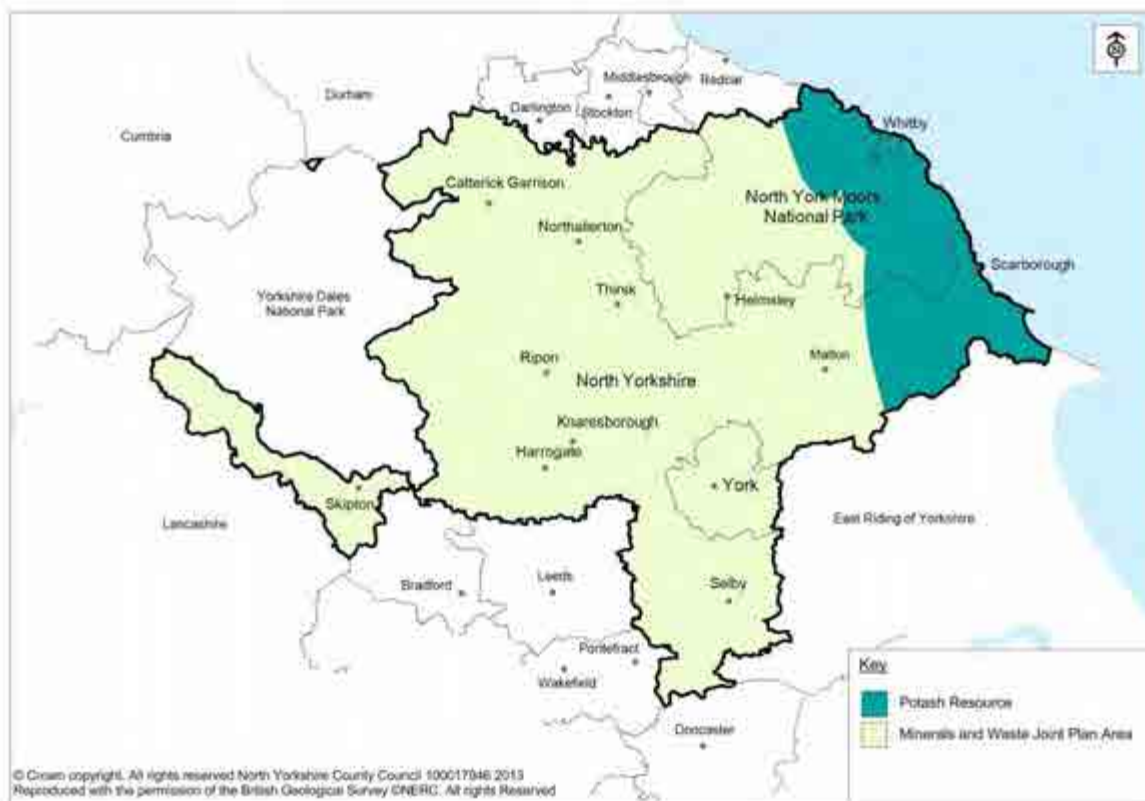 N
Durham
Middlesbrough
Redcar
Cumbria
Darlington
Stockton
Whitby
Catterick Garrison
North York Moors
National Park
Northallerton
Scarborough
Yorkshire Dales
National Park
Thirsk
Helmsley
Ripon
Malton
North Yorkshire
Knaresborough
Harrogate
York
Skipton
Lancashire
East Riding of Yorkshire
Bradford
Leeds
Selby
Pontefract
Wakefield
Doncaster
Key
Potash Resource
Minerals and Waste Joint Plan Area
© Crown copyright. All rights reserved North Yorkshire County Council 100017946 2013
Reproduced with the permission of the British Geological Survey ©NERC. All rights Reserved